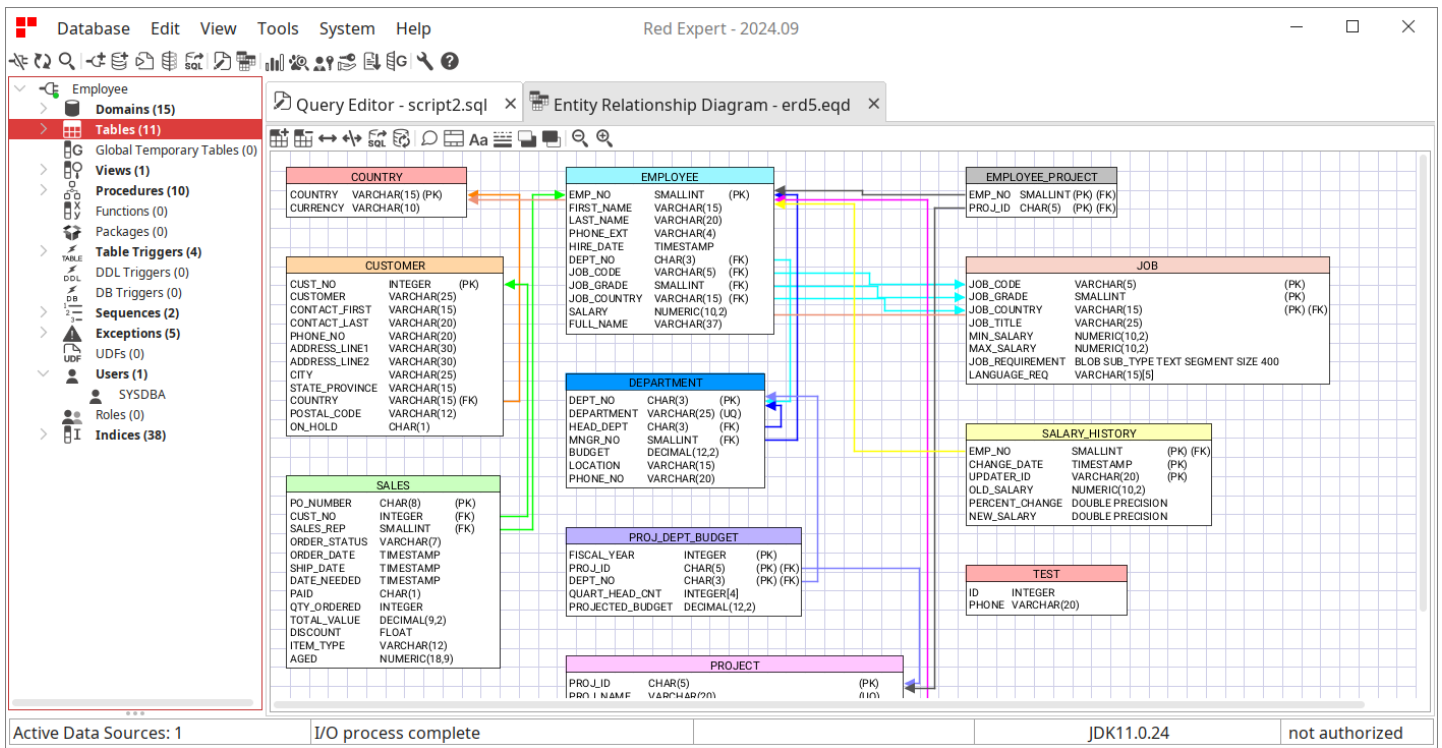 Database Edit View Tools System Help Red Expert - 2024.09
SQL G
Employee
Domains (15)
Tables (11)
G Global Temporary Tables (0)
Views (1)
Procedures (10)
Functions (0)
Packages (0)
TABLE Table Triggers (4)
DDL DDL Triggers (0)
DB DB Triggers (0)
Sequences (2)
Exceptions (5)
UDF UDFs (0)
Users (1)
SYSDBA
Roles (0)
Indices (38)
Query Editor - script2.sql
Entity Relationship Diagram - erd5.eqd
SQL Aa
COUNTRY
COUNTRY VARCHAR(15) (PK)
CURRENCY VARCHAR(10)
CUSTOMER
CUST_NO INTEGER (PK)
CUSTOMER VARCHAR(25)
CONTACT_FIRST VARCHAR(15)
CONTACT_LAST VARCHAR(20)
PHONE_NO VARCHAR(20)
ADDRESS_LINE1 VARCHAR(30)
ADDRESS_LINE2 VARCHAR(30)
CITY VARCHAR(25)
STATE_PROVINCE VARCHAR(15)
COUNTRY VARCHAR(15) (FK)
POSTAL_CODE VARCHAR(12)
ON_HOLD CHAR(1)
SALES
PO_NUMBER CHAR(8) (PK)
CUST_NO INTEGER (FK)
SALES_REP SMALLINT (FK)
ORDER_STATUS VARCHAR(7)
ORDER_DATE TIMESTAMP
SHIP_DATE TIMESTAMP
DATE_NEEDED TIMESTAMP
PAID CHAR(1)
QTY_ORDERED INTEGER
TOTAL_VALUE DECIMAL(9,2)
DISCOUNT FLOAT
ITEM_TYPE VARCHAR(12)
AGED NUMERIC(18,9)
EMPLOYEE
EMP_NO SMALLINT (PK)
FIRST_NAME VARCHAR(15)
LAST_NAME VARCHAR(20)
PHONE_EXT VARCHAR(4)
HIRE_DATE TIMESTAMP
DEPT_NO CHAR(3) (FK)
JOB_CODE VARCHAR(5) (FK)
JOB_GRADE SMALLINT (FK)
JOB_COUNTRY VARCHAR(15) (FK)
SALARY NUMERIC(10,2)
FULL_NAME VARCHAR(37)
DEPARTMENT
DEPT_NO CHAR(3) (PK)
DEPARTMENT VARCHAR(25) (UQ)
HEAD_DEPT CHAR(3) (FK)
MNGR_NO SMALLINT (FK)
BUDGET DECIMAL(12,2)
LOCATION VARCHAR(15)
PHONE_NO VARCHAR(20)
PROJ_DEPT_BUDGET
FISCAL_YEAR INTEGER (PK)
PROJ_ID CHAR(5) (PK) (FK)
DEPT_NO CHAR(3) (PK) (FK)
QUART_HEAD_CNT INTEGER[4]
PROJECTED_BUDGET DECIMAL(12,2)
PROJECT
PROJ_ID CHAR(5) (PK)
PROJ_NAME VARCHAR(20) (UQ)
EMPLOYEE_PROJECT
EMP_NO SMALLINT (PK) (FK)
PROJ_ID CHAR(5) (PK) (FK)
JOB
JOB_CODE VARCHAR(5) (PK)
JOB_GRADE SMALLINT (PK)
JOB_COUNTRY VARCHAR(15) (PK) (FK)
JOB_TITLE VARCHAR(25)
MIN_SALARY NUMERIC(10,2)
MAX_SALARY NUMERIC(10,2)
JOB_REQUIREMENT BLOB SUB_TYPE TEXT SEGMENT SIZE 400
LANGUAGE_REQ VARCHAR(15)[5]
SALARY_HISTORY
EMP_NO SMALLINT (PK) (FK)
CHANGE_DATE TIMESTAMP (PK)
UPDATER_ID VARCHAR(20) (PK)
OLD_SALARY NUMERIC(10,2)
PERCENT_CHANGE DOUBLE PRECISION
NEW_SALARY DOUBLE PRECISION
TEST
ID INTEGER
PHONE VARCHAR(20)
Active Data Sources: 1 I/O process complete JDK11.0.24 not authorized